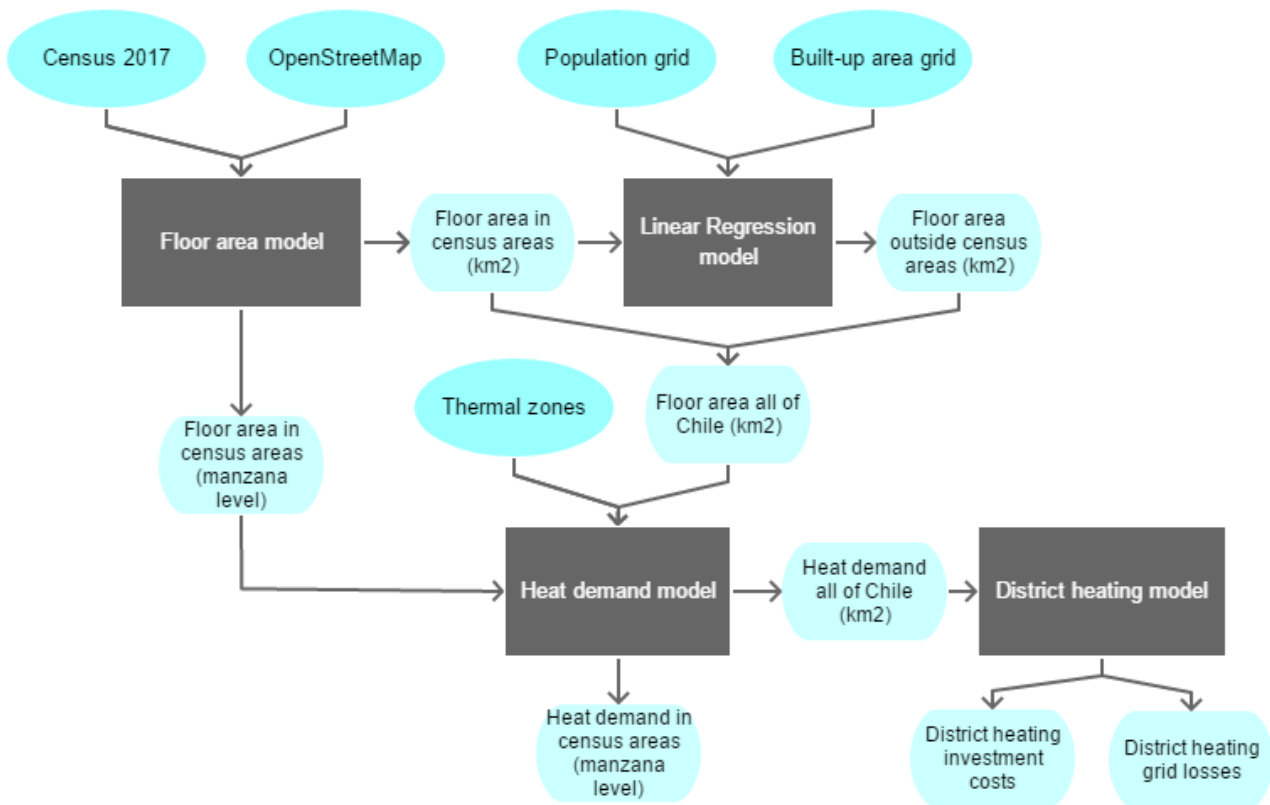 Census 2017
OpenStreetMap
Population grid
Built-up area grid
Floor area model
Floor area in
census areas
(km2)
Linear Regression
model
Floor area
outside census
areas (km2)
Thermal zones
Floor area all of
Chile (km2)
Floor area in
census areas
(manzana
level)
Heat demand model
Heat demand
all of Chile
(km2)
District heating model
Heat demand in
census areas
(manzana
level)
District heating
investment
costs
District heating
grid losses